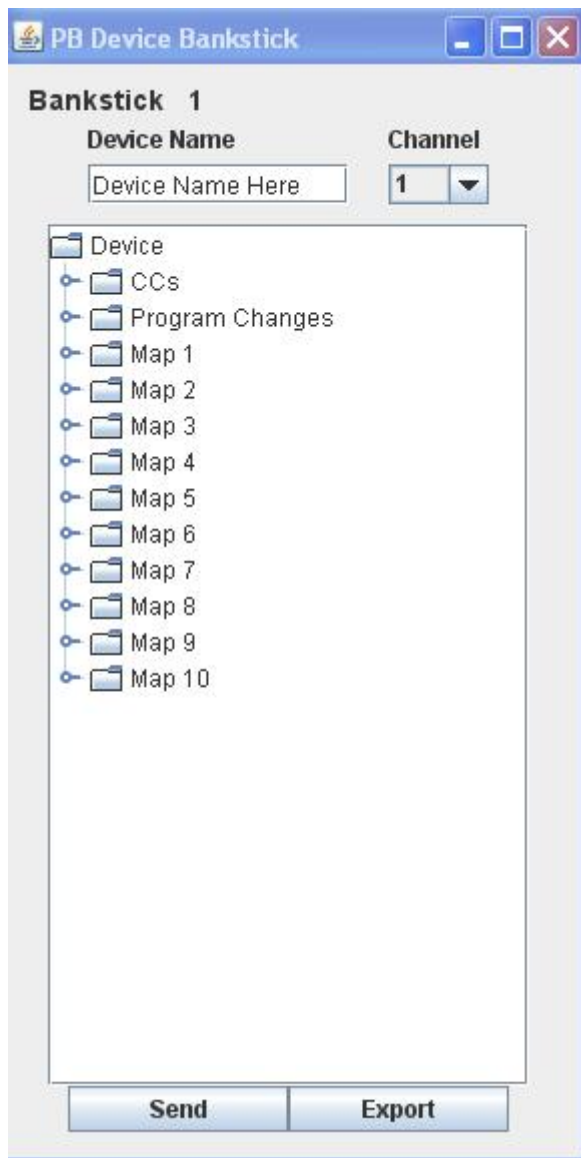 PB Device Bankstick
Bankstick 1
Device Name Channel
Device Name Here 1
Device
CCs
Program Changes
Map 1
Map 2
Map 3
Map 4
Map 5
Map 6
Map 7
Map 8
Map 9
Map 10
Send Export